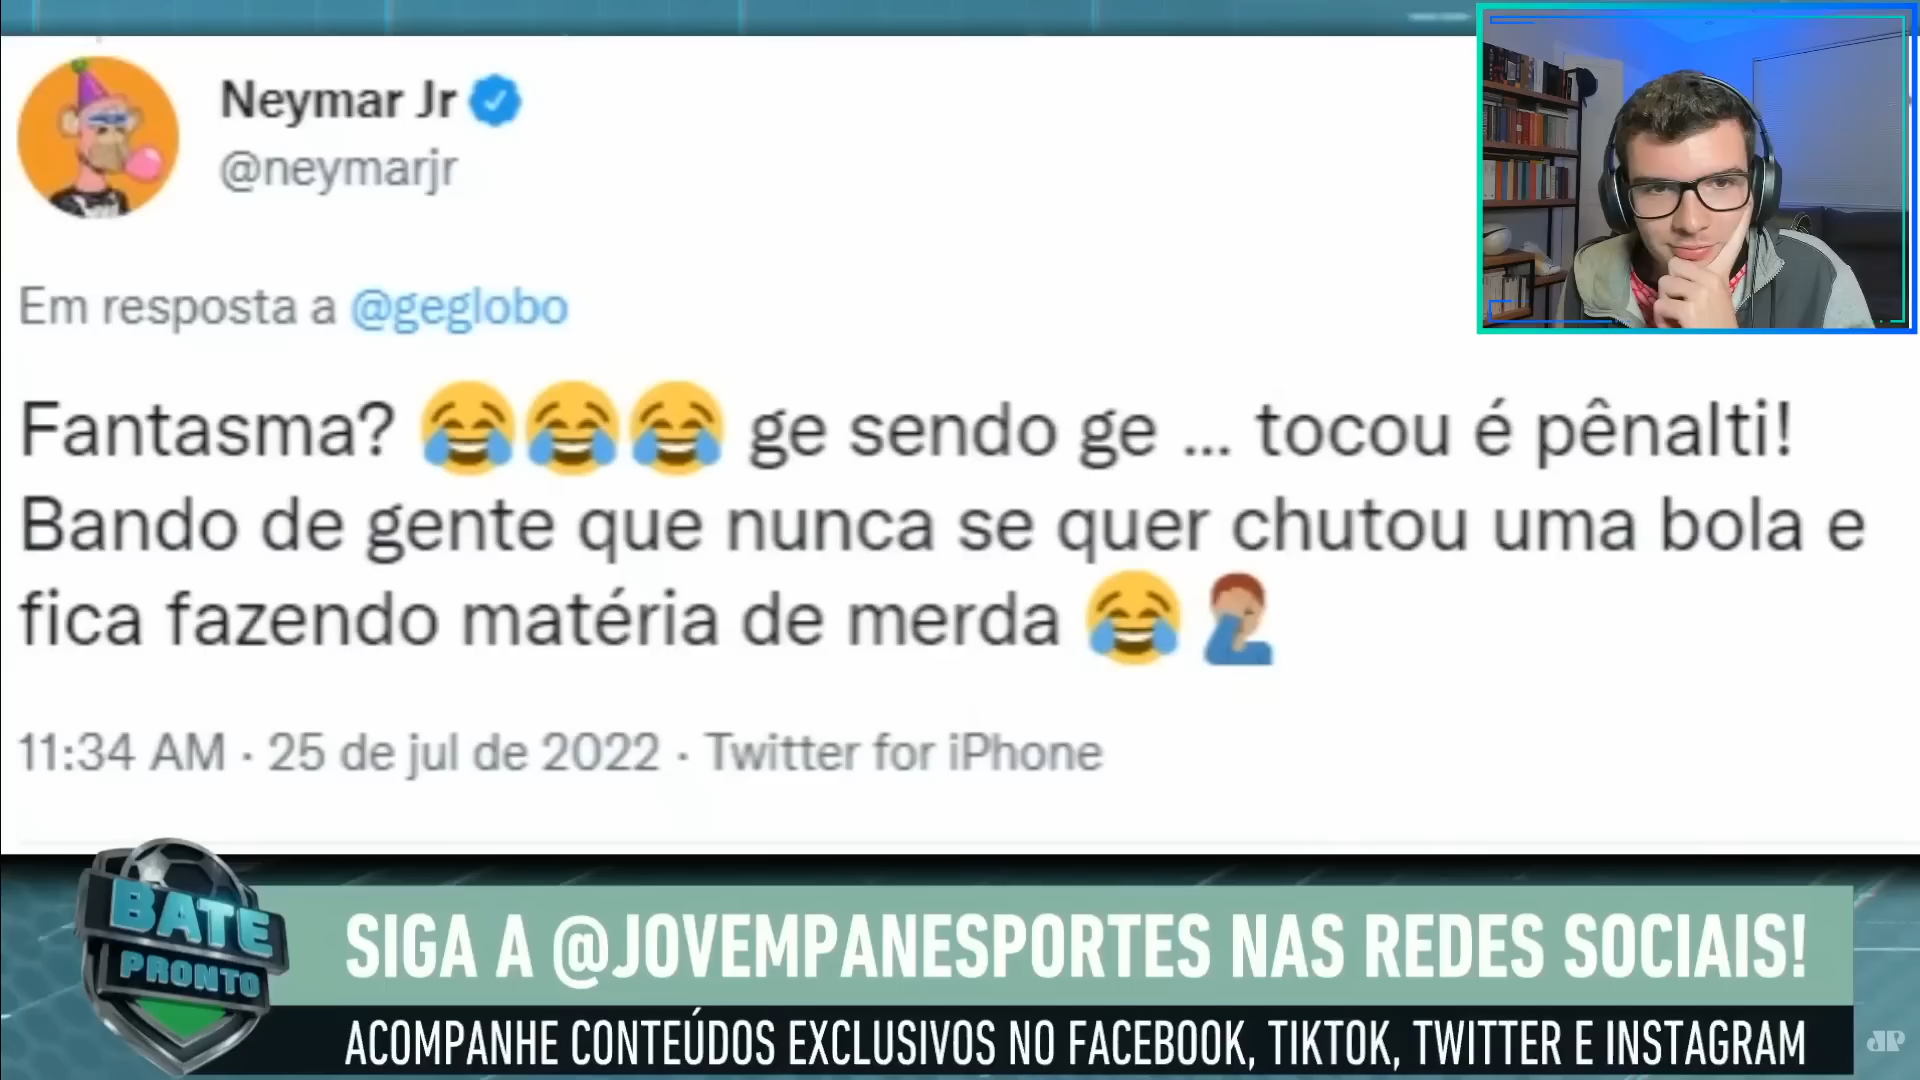 Neymar Jr
@neymarjr
Em resposta a @geglobo
Fantasma? 😂😂😂 ge sendo ge ... tocou é pênalti!
Bando de gente que nunca se quer chutou uma bola e
fica fazendo matéria de merda 😂🤦🏽‍♂️
11:34 AM · 25 de jul de 2022 · Twitter for iPhone
BATE
PRONTO
SIGA A @JOVEMPANESPORTES NAS REDES SOCIAIS!
ACOMPANHE CONTEÚDOS EXCLUSIVOS NO FACEBOOK, TIKTOK, TWITTER E INSTAGRAM
JP